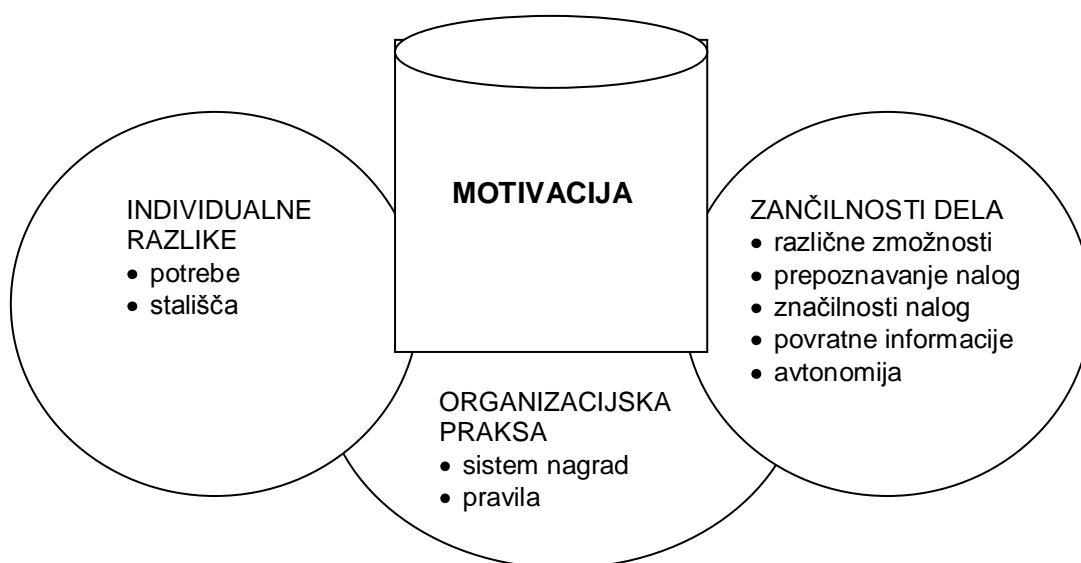 MOTIVACIJA
INDIVIDUALNE
RAZLIKE
• potrebe
• stališča
ZANČILNOSTI DELA
• različne zmožnosti
• prepoznavanje nalog
• značilnosti nalog
• povratne informacije
• avtonomija
ORGANIZACIJSKA
PRAKSA
• sistem nagrad
• pravila